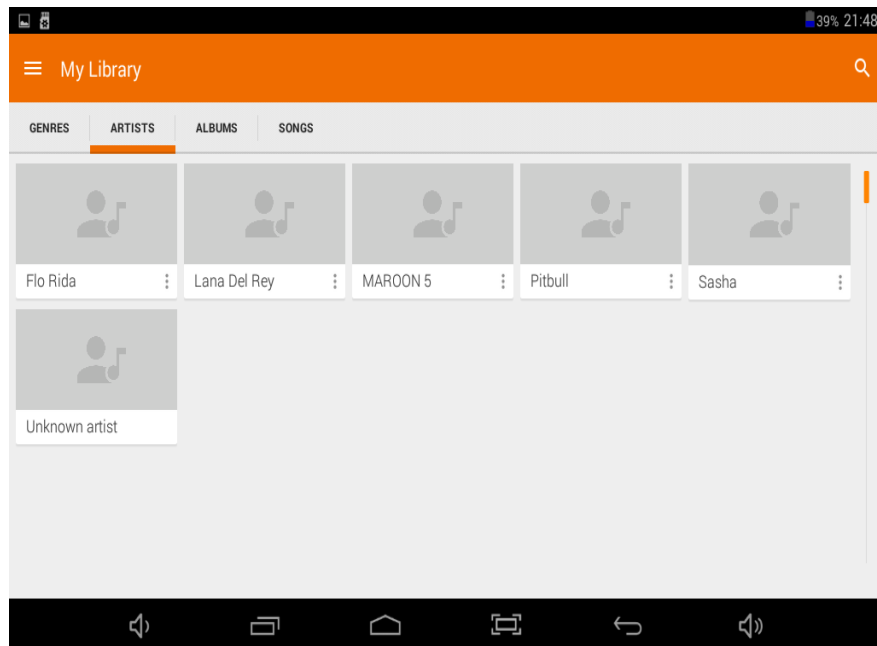 39% 21:48
My Library
GENRES ARTISTS ALBUMS SONGS
Flo Rida Lana Del Rey MAROON 5 Pitbull Sasha
Unknown artist